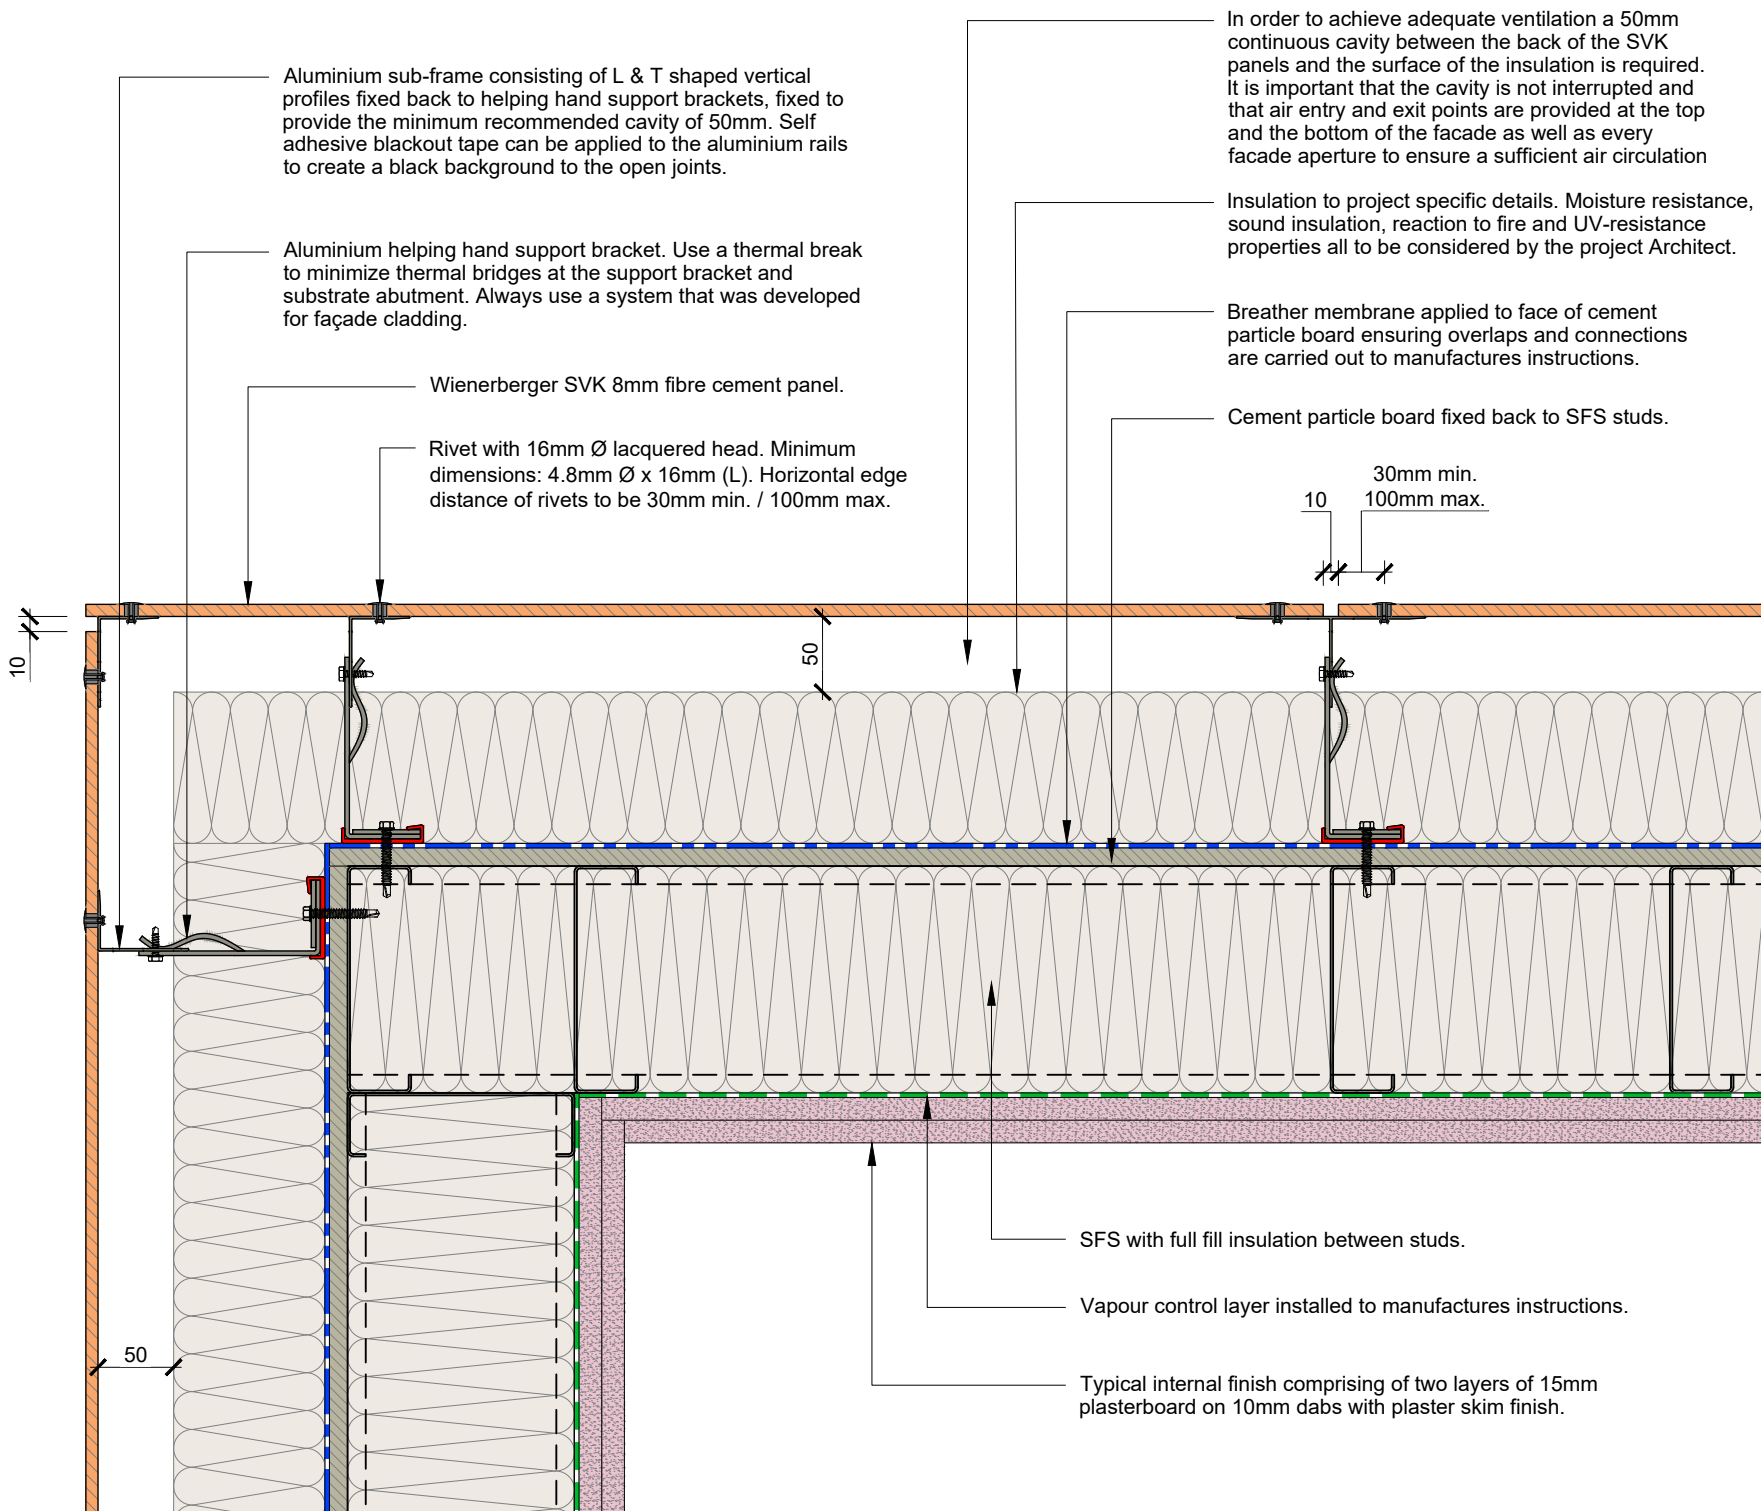 Aluminium sub-frame consisting of L & T shaped vertical
profiles fixed back to helping hand support brackets, fixed to
provide the minimum recommended cavity of 50mm. Self
adhesive blackout tape can be applied to the aluminium rails
to create a black background to the open joints.
Aluminium helping hand support bracket. Use a thermal break
to minimize thermal bridges at the support bracket and
substrate abutment. Always use a system that was developed
for façade cladding.
Wienerberger SVK 8mm fibre cement panel.
Rivet with 16mm Ø lacquered head. Minimum
dimensions: 4.8mm Ø x 16mm (L). Horizontal edge
distance of rivets to be 30mm min. / 100mm max.
In order to achieve adequate ventilation a 50mm
continuous cavity between the back of the SVK
panels and the surface of the insulation is required.
It is important that the cavity is not interrupted and
that air entry and exit points are provided at the top
and the bottom of the facade as well as every
facade aperture to ensure a sufficient air circulation
Insulation to project specific details. Moisture resistance,
sound insulation, reaction to fire and UV-resistance
properties all to be considered by the project Architect.
Breather membrane applied to face of cement
particle board ensuring overlaps and connections
are carried out to manufactures instructions.
Cement particle board fixed back to SFS studs.
30mm min.
10
100mm max.
10
50
SFS with full fill insulation between studs.
Vapour control layer installed to manufactures instructions.
50
Typical internal finish comprising of two layers of 15mm
plasterboard on 10mm dabs with plaster skim finish.